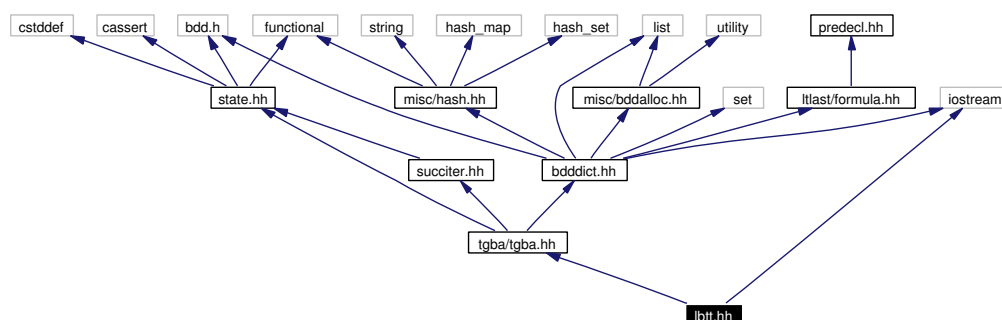 cstddef cassert bdd.h functional string hash_map hash_set list utility predecl.hh
state.hh misc/hash.hh misc/bddalloc.hh set ltlast/formula.hh iostream
succiter.hh bdddict.hh
tgba/tgba.hh
lbtt.hh